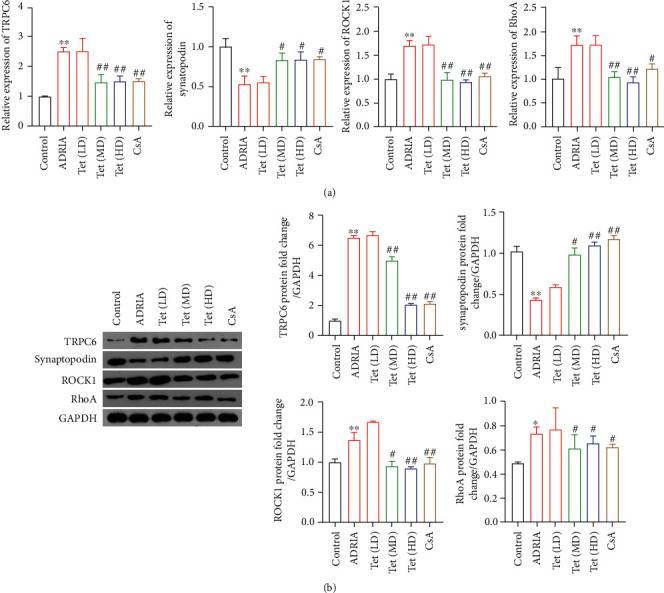 Relative expression of TRPC6
4
3
2
1
0
**
##
##
##
Control
ADRIA
Tet (LD)
Tet (MD)
Tet (HD)
CsA
Relative expression of
synatopodin
1.5
1.0
0.5
0.0
**
#
#
#
Control
ADRIA
Tet (LD)
Tet (MD)
Tet (HD)
CsA
Relative expression of ROCK1
2.5
2.0
1.5
1.0
0.5
0.0
**
##
##
##
Control
ADRIA
Tet (LD)
Tet (MD)
Tet (HD)
CsA
Relative expression of RhoA
2.5
2.0
1.5
1.0
0.5
0.0
**
##
##
#
Control
ADRIA
Tet (LD)
Tet (MD)
Tet (HD)
CsA
(a)
Control
ADRIA
Tet (LD)
Tet (MD)
Tet (HD)
CsA
TRPC6
Synaptopodin
ROCK1
RhoA
GAPDH
TRPC6 protein fold change
/GAPDH
8
6
4
2
0
**
##
##
##
Control
ADRIA
Tet (LD)
Tet (MD)
Tet (HD)
CsA
synaptopodin protein fold
change/GAPDH
1.5
1.0
0.5
0.0
**
#
##
##
Control
ADRIA
Tet (LD)
Tet (MD)
Tet (HD)
CsA
ROCK1 protein fold change
/GAPDH
2.0
1.5
1.0
0.5
0.0
**
#
##
##
Control
ADRIA
Tet (LD)
Tet (MD)
Tet (HD)
CsA
RhoA protein fold
change/GAPDH
1.0
0.8
0.6
0.4
0.2
0.0
*
#
#
#
Control
ADRIA
Tet (LD)
Tet (MD)
Tet (HD)
CsA
(b)